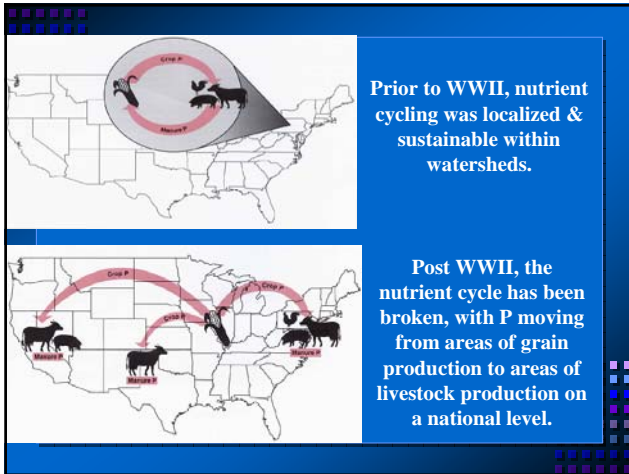 Crop P
Manure P
Prior to WWII, nutrient
cycling was localized &
sustainable within
watersheds.
Crop P
Crop P
Crop P
Manure P
Manure P
Manure P
Post WWII, the
nutrient cycle has been
broken, with P moving
from areas of grain
production to areas of
livestock production on
a national level.